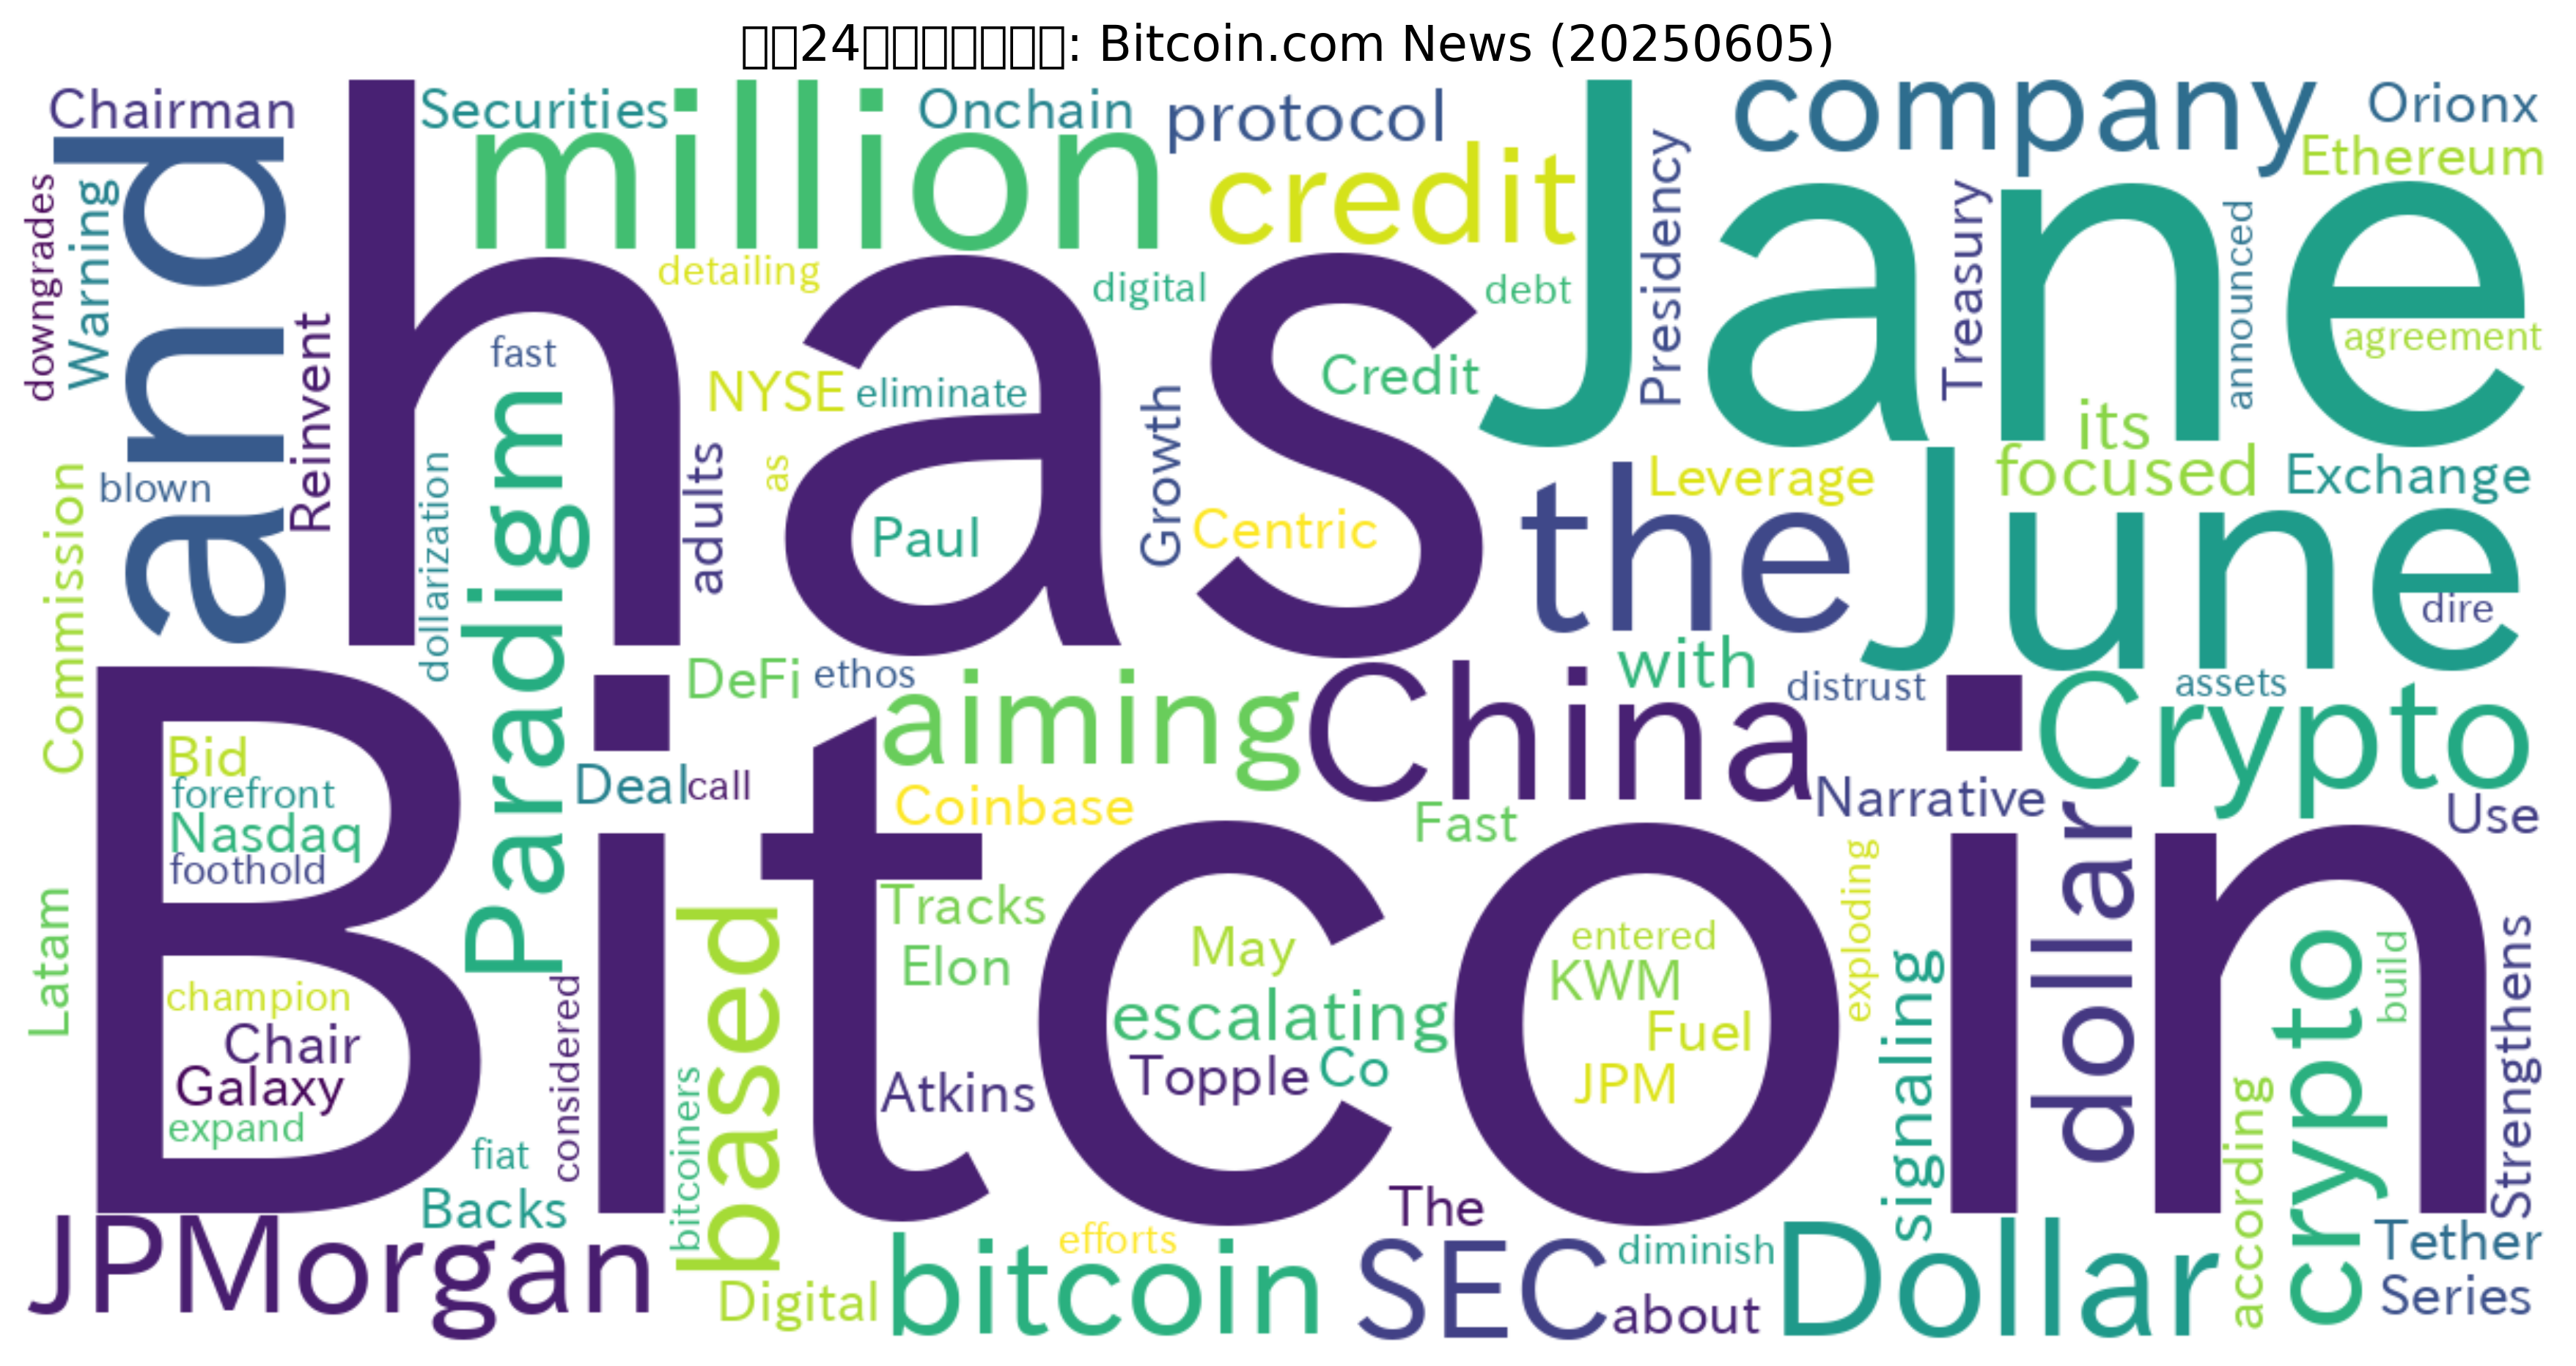 24: Bitcoin.com News (20250605)
Chairman
Securities
Onchain
protocol
company
Orionx
Ethereum
million
credit
Jane
has
and
downgrades
Warning
Reinvent
detailing
digital
debt
Presidency
Treasury
announced
agreement
fast
NYSE
eliminate
Credit
Growth
its
focused
Exchange
Leverage
the
June
dire
blown
Commission
dollarization
Paradigm
adults
as
Paul
Centric
with
DeFi
ethos
aiming
China
distrust
assets
Crypto
Narrative
Use
Bitcoin
Bid
forefront
Nasdaq
foothold
Deal
call
Coinbase
Fast
Latam
champion
Chair
Galaxy
expand
considered
fiat
Backs
bitcoiners
based
Tracks
Elon
Atkins
May
escalating
Topple
Co
entered
KWM
Fuel
JPM
exploding
signaling
dollar
crypto
build
according
Strengthens
JPMorgan
Digital
bitcoin
efforts
The
SEC
diminish
about
Dollar
Tether
Series